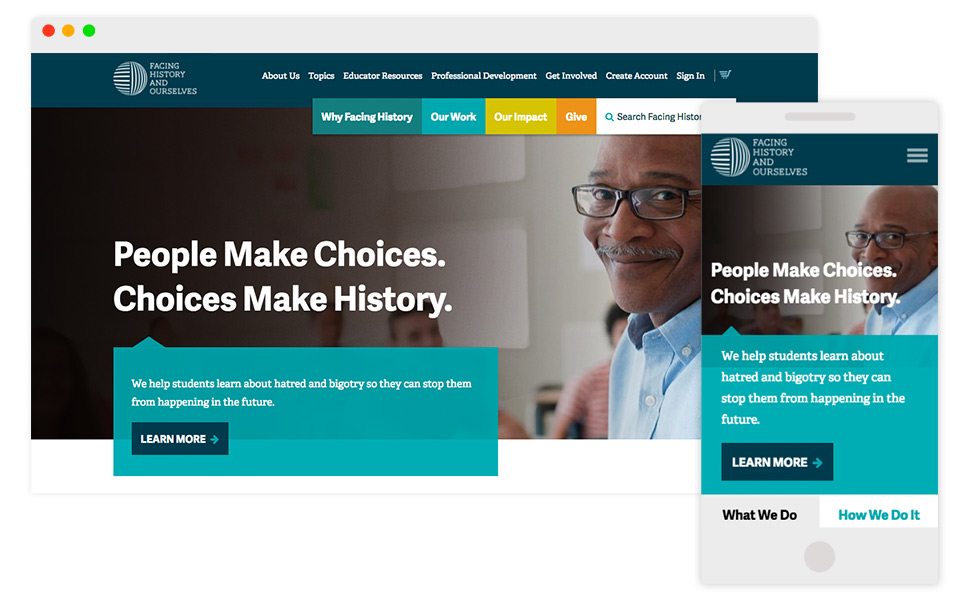 FACING
HISTORY
AND
OURSELVES
About Us Topics Educator Resources Professional Development Get Involved Create Account Sign In
Why Facing History Our Work Our Impact Give Search Facing Histor
People Make Choices.
Choices Make History.
We help students learn about hatred and bigotry so they can stop them
from happening in the future.
LEARN MORE
FACING
HISTORY
AND
OURSELVES
People Make Choices.
Choices Make History.
We help students learn about
hatred and bigotry so they can
stop them from happening in the
future.
LEARN MORE
What We Do How We Do It